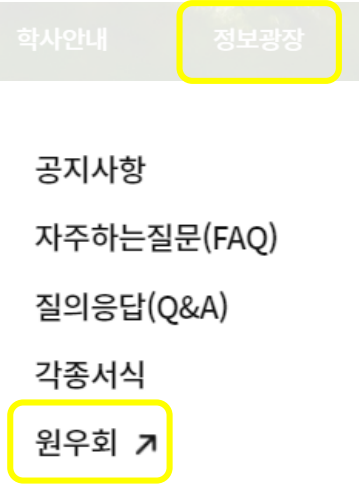 학사안내 정보광장
공지사항
자주하는질문(FAQ)
질의응답(Q&A)
각종서식
원우회 ↗